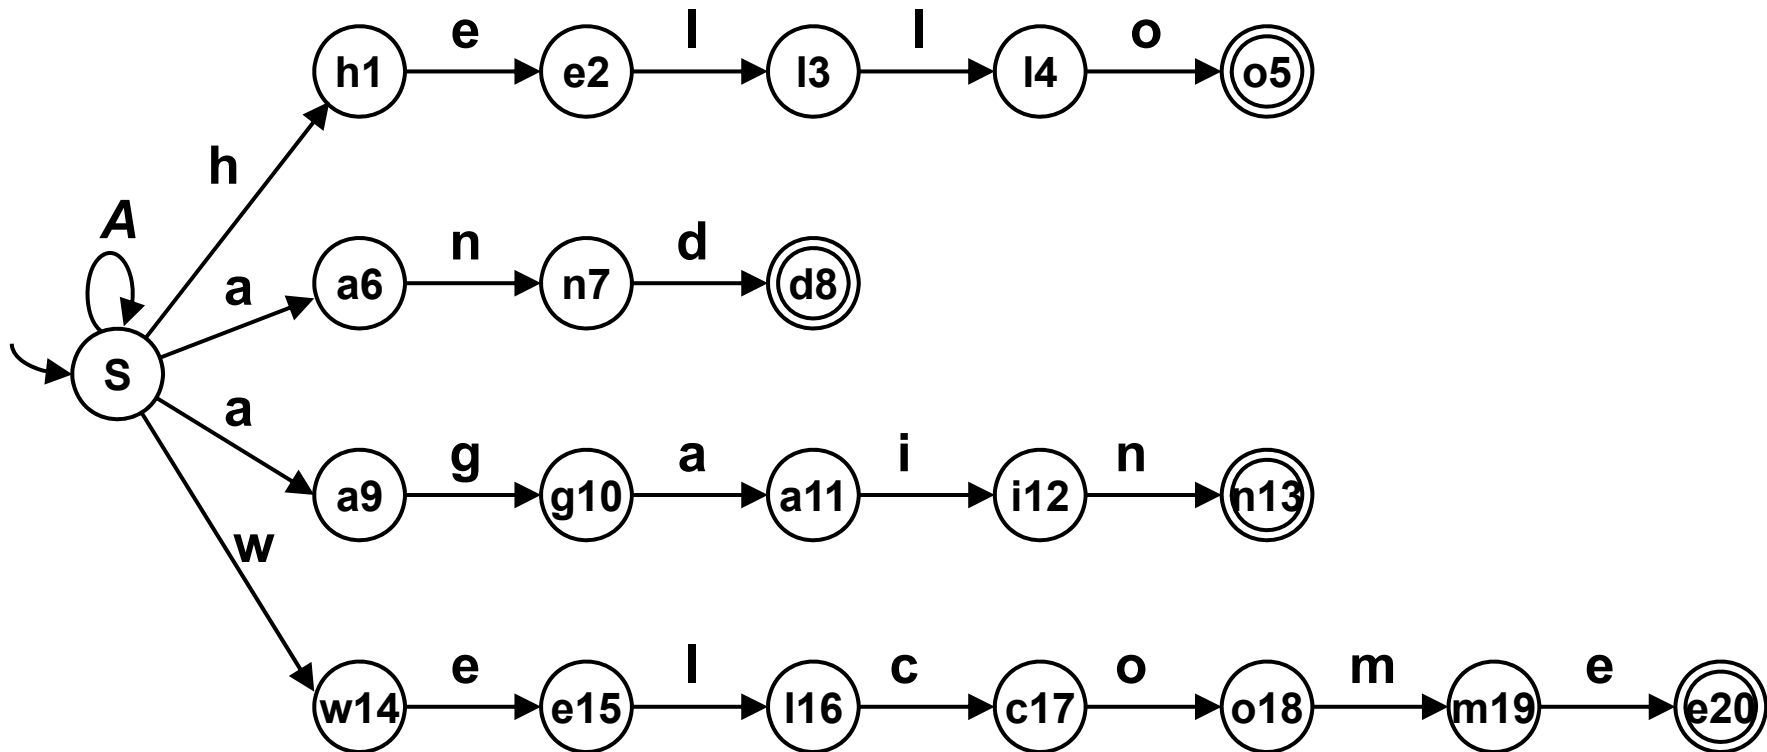 e l l o
h1 e2 l3 l4 o5
h
A
n d
a a6 n7 d8
S
a
g a i n
a9 g10 a11 i12 n13
w
e l c o m e
w14 e15 l16 c17 o18 m19 e20